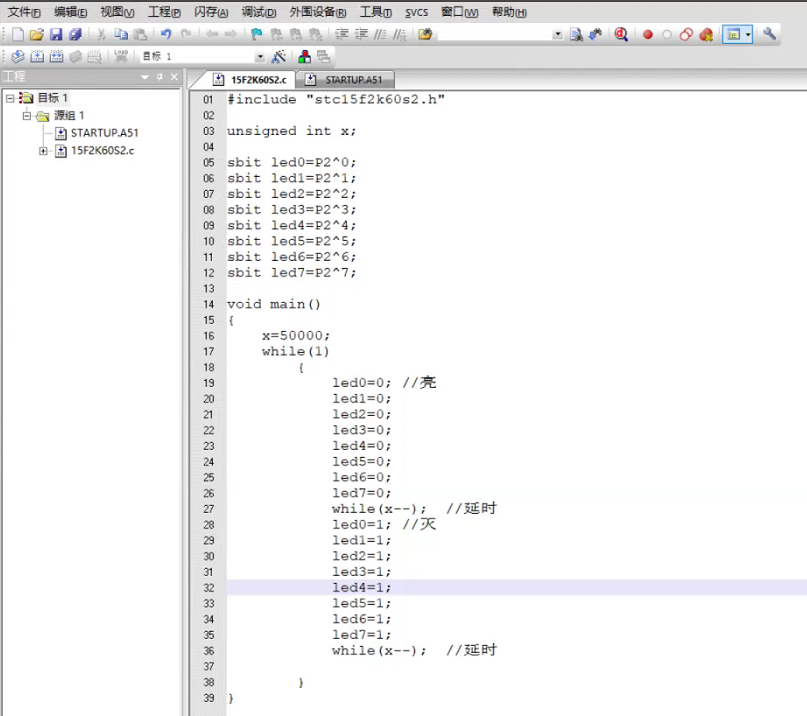 文件(F) 编辑(E) 视图(V) 工程(P) 闪存(A) 调试(D) 外围设备(R) 工具(T) SVCS 窗口(W) 帮助(H)
目标 1
工程
目标 1
源组 1
STARTUP.A51
15F2K60S2.c
15F2K60S2.c STARTUP.A51
01 #include "stc15f2k60s2.h"
02
03 unsigned int x;
04
05 sbit led0=P2^0;
06 sbit led1=P2^1;
07 sbit led2=P2^2;
08 sbit led3=P2^3;
09 sbit led4=P2^4;
10 sbit led5=P2^5;
11 sbit led6=P2^6;
12 sbit led7=P2^7;
13
14 void main()
15 {
16 x=50000;
17 while(1)
18 {
19 led0=0; //亮
20 led1=0;
21 led2=0;
22 led3=0;
23 led4=0;
24 led5=0;
25 led6=0;
26 led7=0;
27 while(x--); //延时
28 led0=1; //灭
29 led1=1;
30 led2=1;
31 led3=1;
32 led4=1;
33 led5=1;
34 led6=1;
35 led7=1;
36 while(x--); //延时
37
38 }
39 }